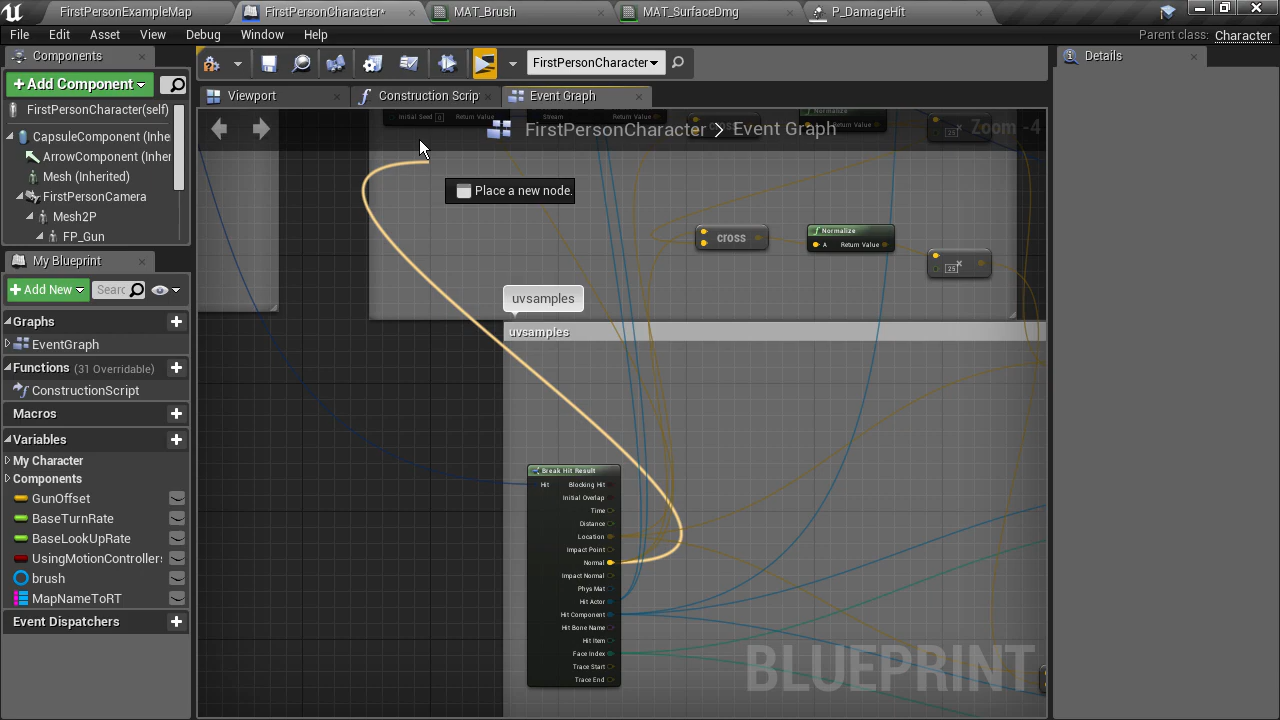 FirstPersonExampleMap
FirstPersonCharacter*
MAT_Brush
MAT_SurfaceDmg
P_DamageHit
File Edit Asset View Debug Window Help
Parent class: Character
Components
Add Component
FirstPersonCharacter(self)
CapsuleComponent (Inhe
ArrowComponent (Inher
Mesh (Inherited)
FirstPersonCamera
Mesh2P
FP_Gun
My Blueprint
Add New
Searc
Graphs
EventGraph
Functions (31 Overridable)
ConstructionScript
Macros
Variables
My Character
Components
GunOffset
BaseTurnRate
BaseLookUpRate
UsingMotionControllers
brush
MapNameToRT
Event Dispatchers
FirstPersonCharacter
Viewport
Construction Scrip
Event Graph
FirstPersonCharacter > Event Graph
Zoom -4
Initial Seed 0 Return Value
Stream Return Value
Normalize
Return Value
25
Place a new node.
cross
Normalize
A Return Value
25
uvsamples
uvsamples
Break Hit Result
Hit Blocking Hit
Initial Overlap
Time
Distance
Location
Impact Point
Normal
Impact Normal
Phys Mat
Hit Actor
Hit Component
Hit Bone Name
Hit Item
Face Index
Trace Start
Trace End
BLUEPRINT
Details